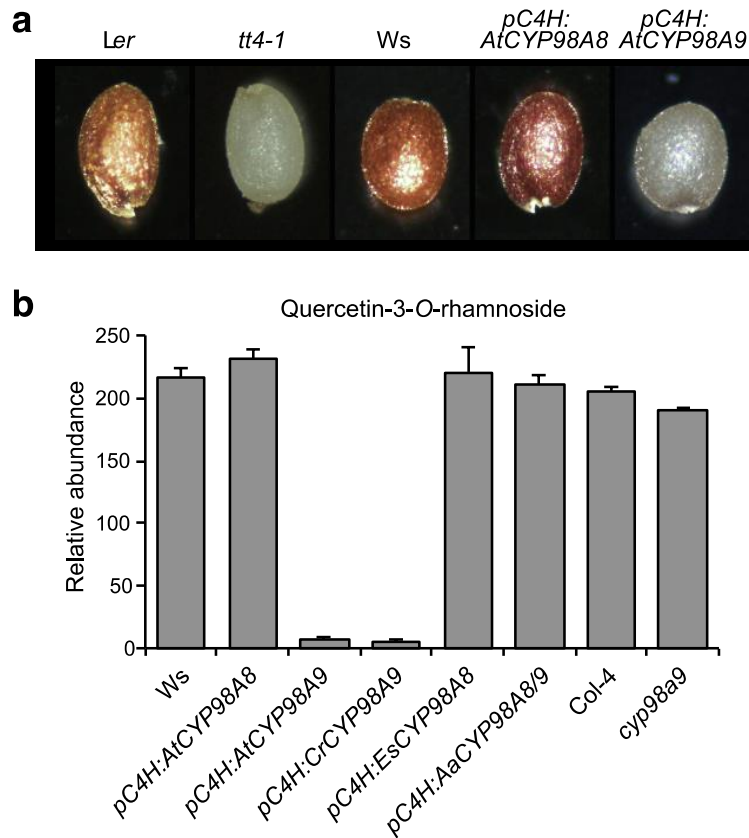 a
Ler
tt4-1
Ws
pC4H:
AtCYP98A8
pC4H:
AtCYP98A9
b
Quercetin-3-O-rhamnoside
Relative abundance
250
200
150
100
50
0
Ws
pC4H:AtCYP98A8
pC4H:AtCYP98A9
pC4H:CrCYP98A9
pC4H:EsCYP98A8
pC4H:AaCYP98A8/9
Col-4
cyp98a9